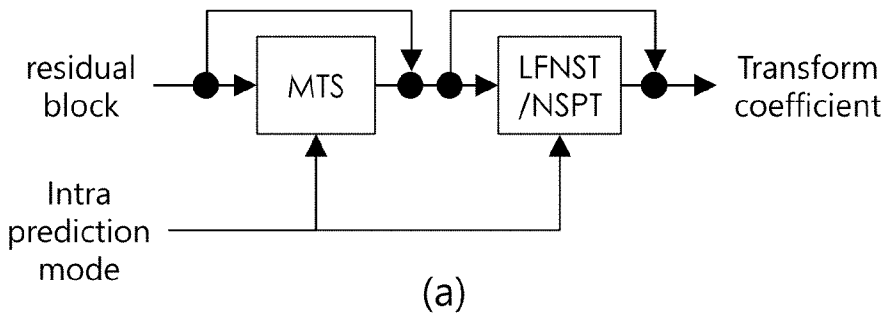 residual
block
MTS
LFNST
/NSPT
Transform
coefficient
Intra
prediction
mode
(a)